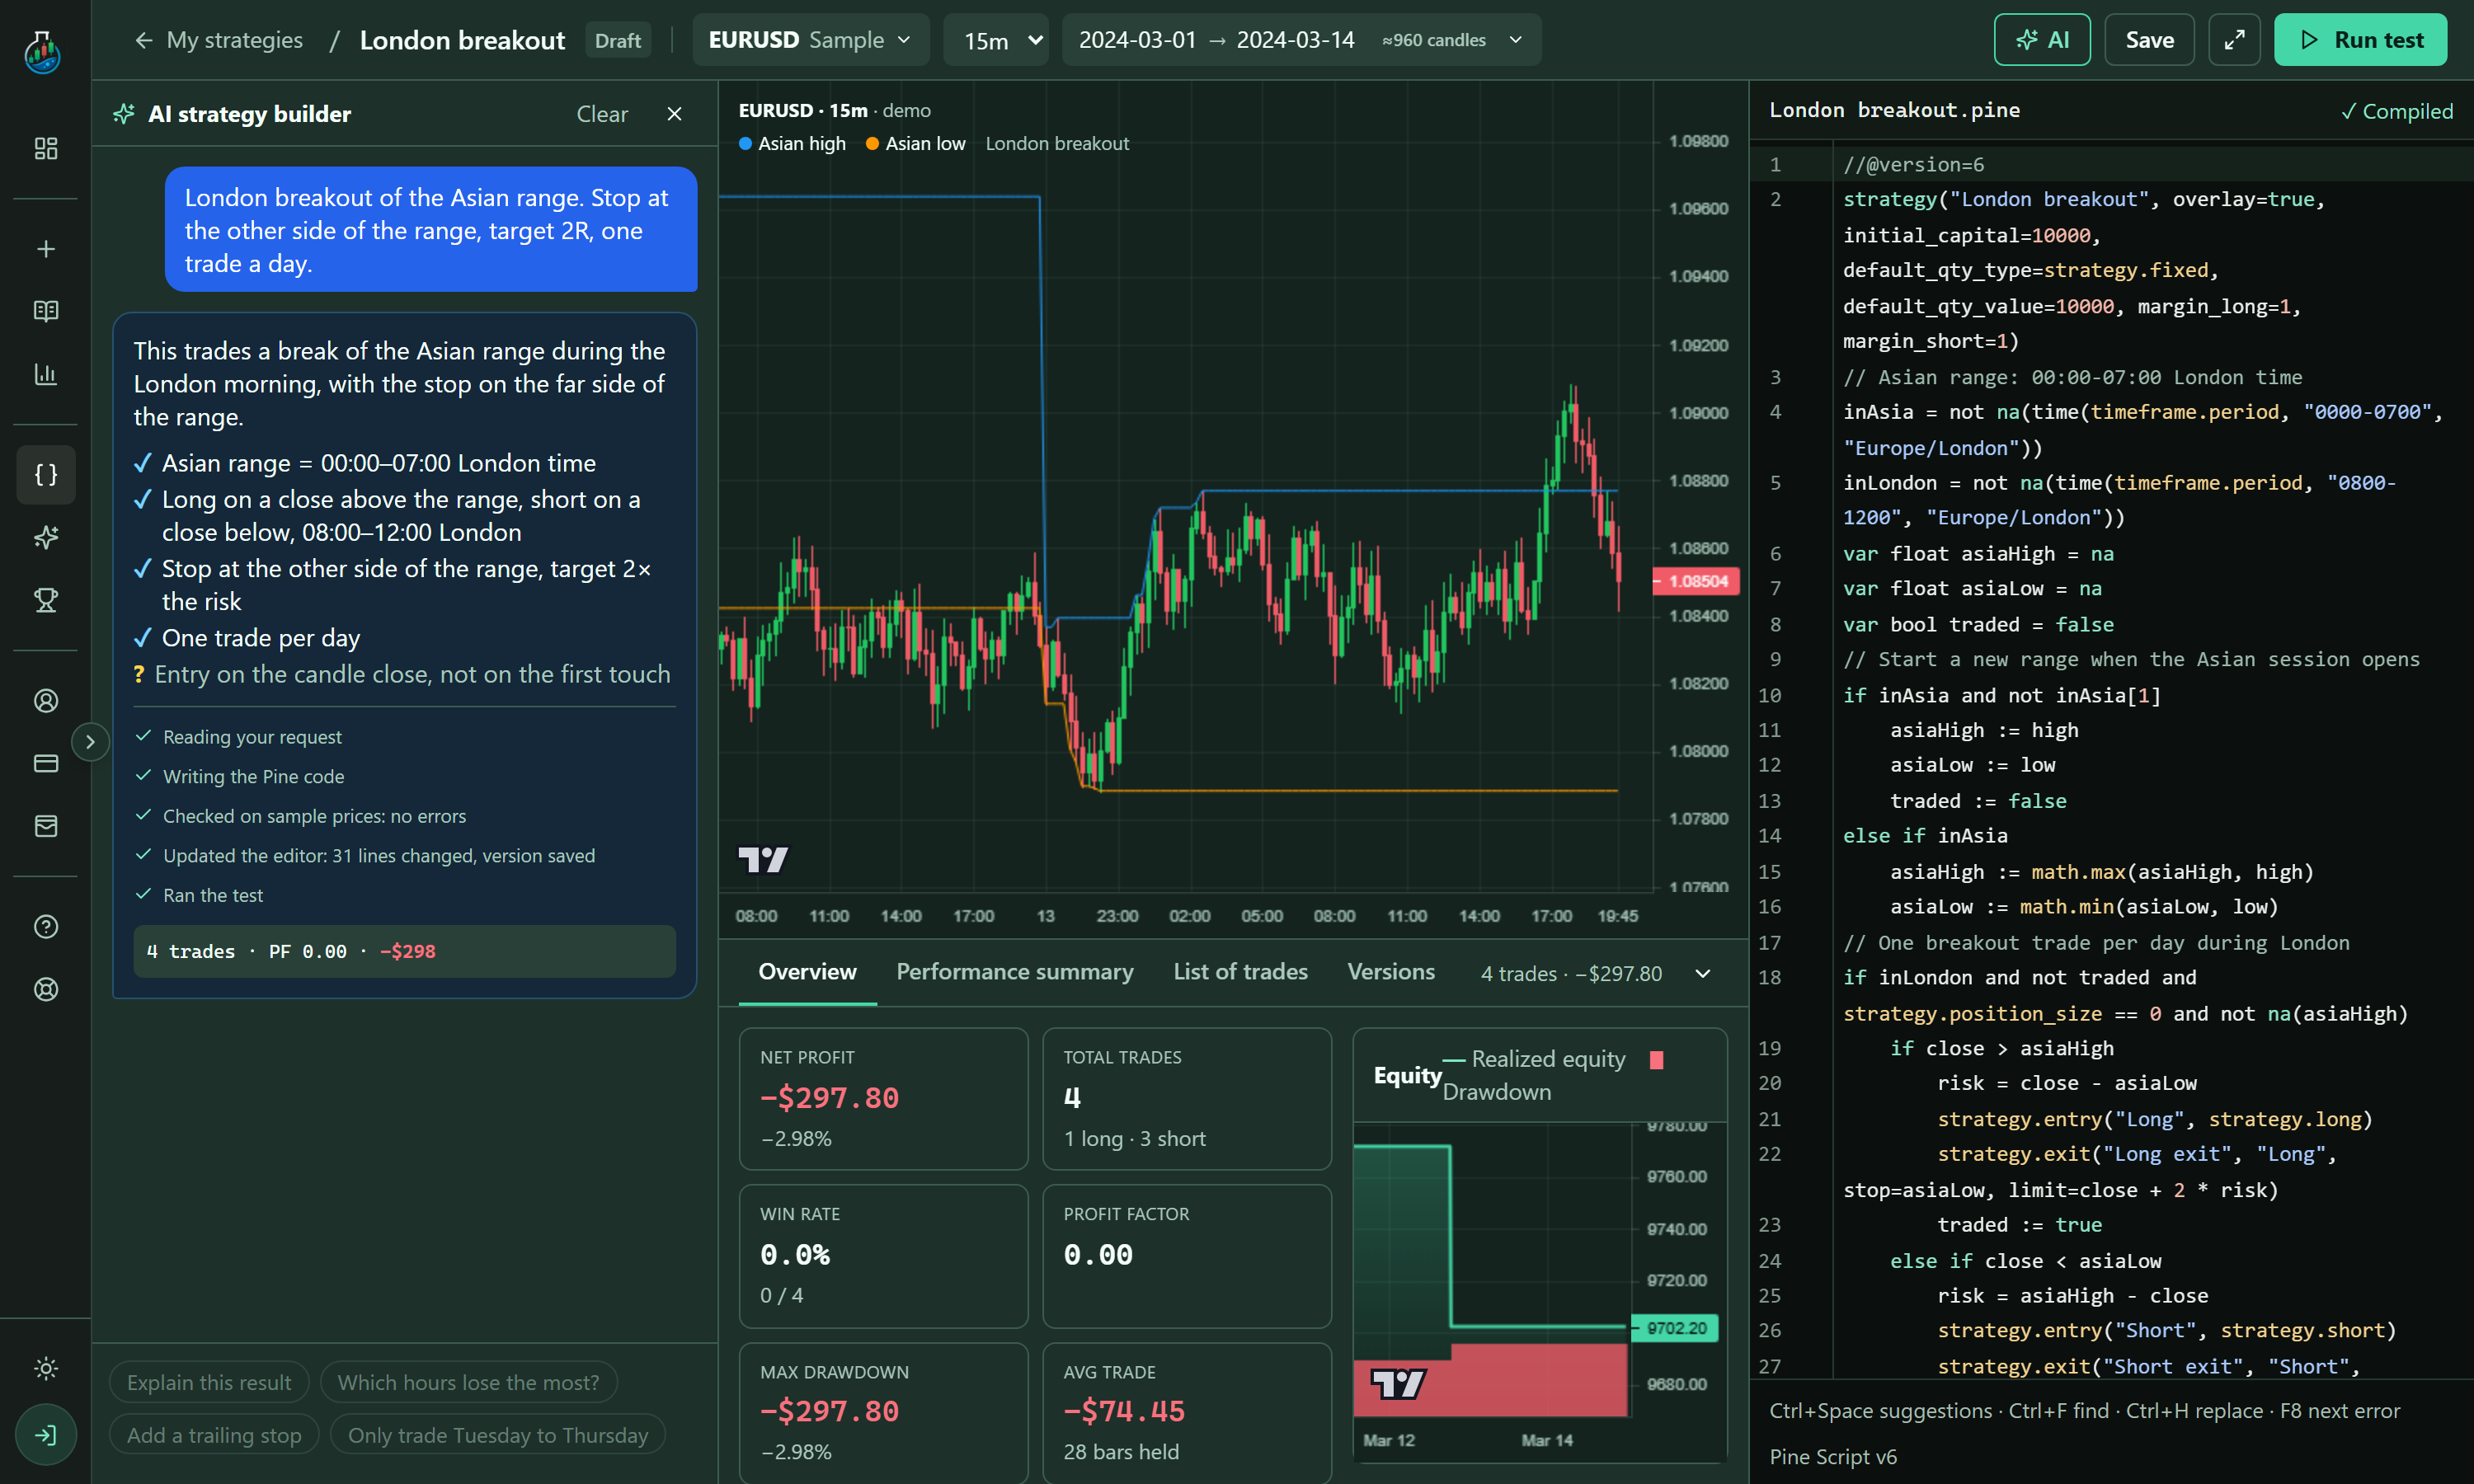 My strategies / London breakout Draft EURUSD Sample 15m 2024-03-01 → 2024-03-14 ≈960 candles AI Save Run test
AI strategy builder Clear
London breakout of the Asian range. Stop at
the other side of the range, target 2R, one
trade a day.
This trades a break of the Asian range during the
London morning, with the stop on the far side of
the range.
✓ Asian range = 00:00–07:00 London time
✓ Long on a close above the range, short on a
close below, 08:00–12:00 London
✓ Stop at the other side of the range, target 2×
the risk
✓ One trade per day
? Entry on the candle close, not on the first touch
✓ Reading your request
✓ Writing the Pine code
✓ Checked on sample prices: no errors
✓ Updated the editor: 31 lines changed, version saved
✓ Ran the test
4 trades · PF 0.00 · −$298
Explain this result Which hours lose the most?
Add a trailing stop Only trade Tuesday to Thursday
EURUSD · 15m · demo
Asian high Asian low London breakout
1.09800
1.09600
1.09400
1.09200
1.09000
1.08800
1.08600
1.08504
1.08400
1.08200
1.08000
1.07800
1.07600
08:00 11:00 14:00 17:00 13 23:00 02:00 05:00 08:00 11:00 14:00 17:00 19:45
Overview Performance summary List of trades Versions 4 trades · −$297.80
NET PROFIT
−$297.80
−2.98%
TOTAL TRADES
4
1 long · 3 short
WIN RATE
0.0%
0 / 4
PROFIT FACTOR
0.00
MAX DRAWDOWN
−$297.80
−2.98%
AVG TRADE
−$74.45
28 bars held
Equity — Realized equity
Drawdown
9780.00
9760.00
9740.00
9720.00
9702.20
9680.00
Mar 12 Mar 14
London breakout.pine ✓ Compiled
1 //@version=6
2 strategy("London breakout", overlay=true,
initial_capital=10000,
default_qty_type=strategy.fixed,
default_qty_value=10000, margin_long=1,
margin_short=1)
3 // Asian range: 00:00-07:00 London time
4 inAsia = not na(time(timeframe.period, "0000-0700",
"Europe/London"))
5 inLondon = not na(time(timeframe.period, "0800-
1200", "Europe/London"))
6 var float asiaHigh = na
7 var float asiaLow = na
8 var bool traded = false
9 // Start a new range when the Asian session opens
10 if inAsia and not inAsia[1]
11 asiaHigh := high
12 asiaLow := low
13 traded := false
14 else if inAsia
15 asiaHigh := math.max(asiaHigh, high)
16 asiaLow := math.min(asiaLow, low)
17 // One breakout trade per day during London
18 if inLondon and not traded and
strategy.position_size == 0 and not na(asiaHigh)
19 if close > asiaHigh
20 risk = close - asiaLow
21 strategy.entry("Long", strategy.long)
22 strategy.exit("Long exit", "Long",
stop=asiaLow, limit=close + 2 * risk)
23 traded := true
24 else if close < asiaLow
25 risk = asiaHigh - close
26 strategy.entry("Short", strategy.short)
27 strategy.exit("Short exit", "Short",
Ctrl+Space suggestions · Ctrl+F find · Ctrl+H replace · F8 next error
Pine Script v6